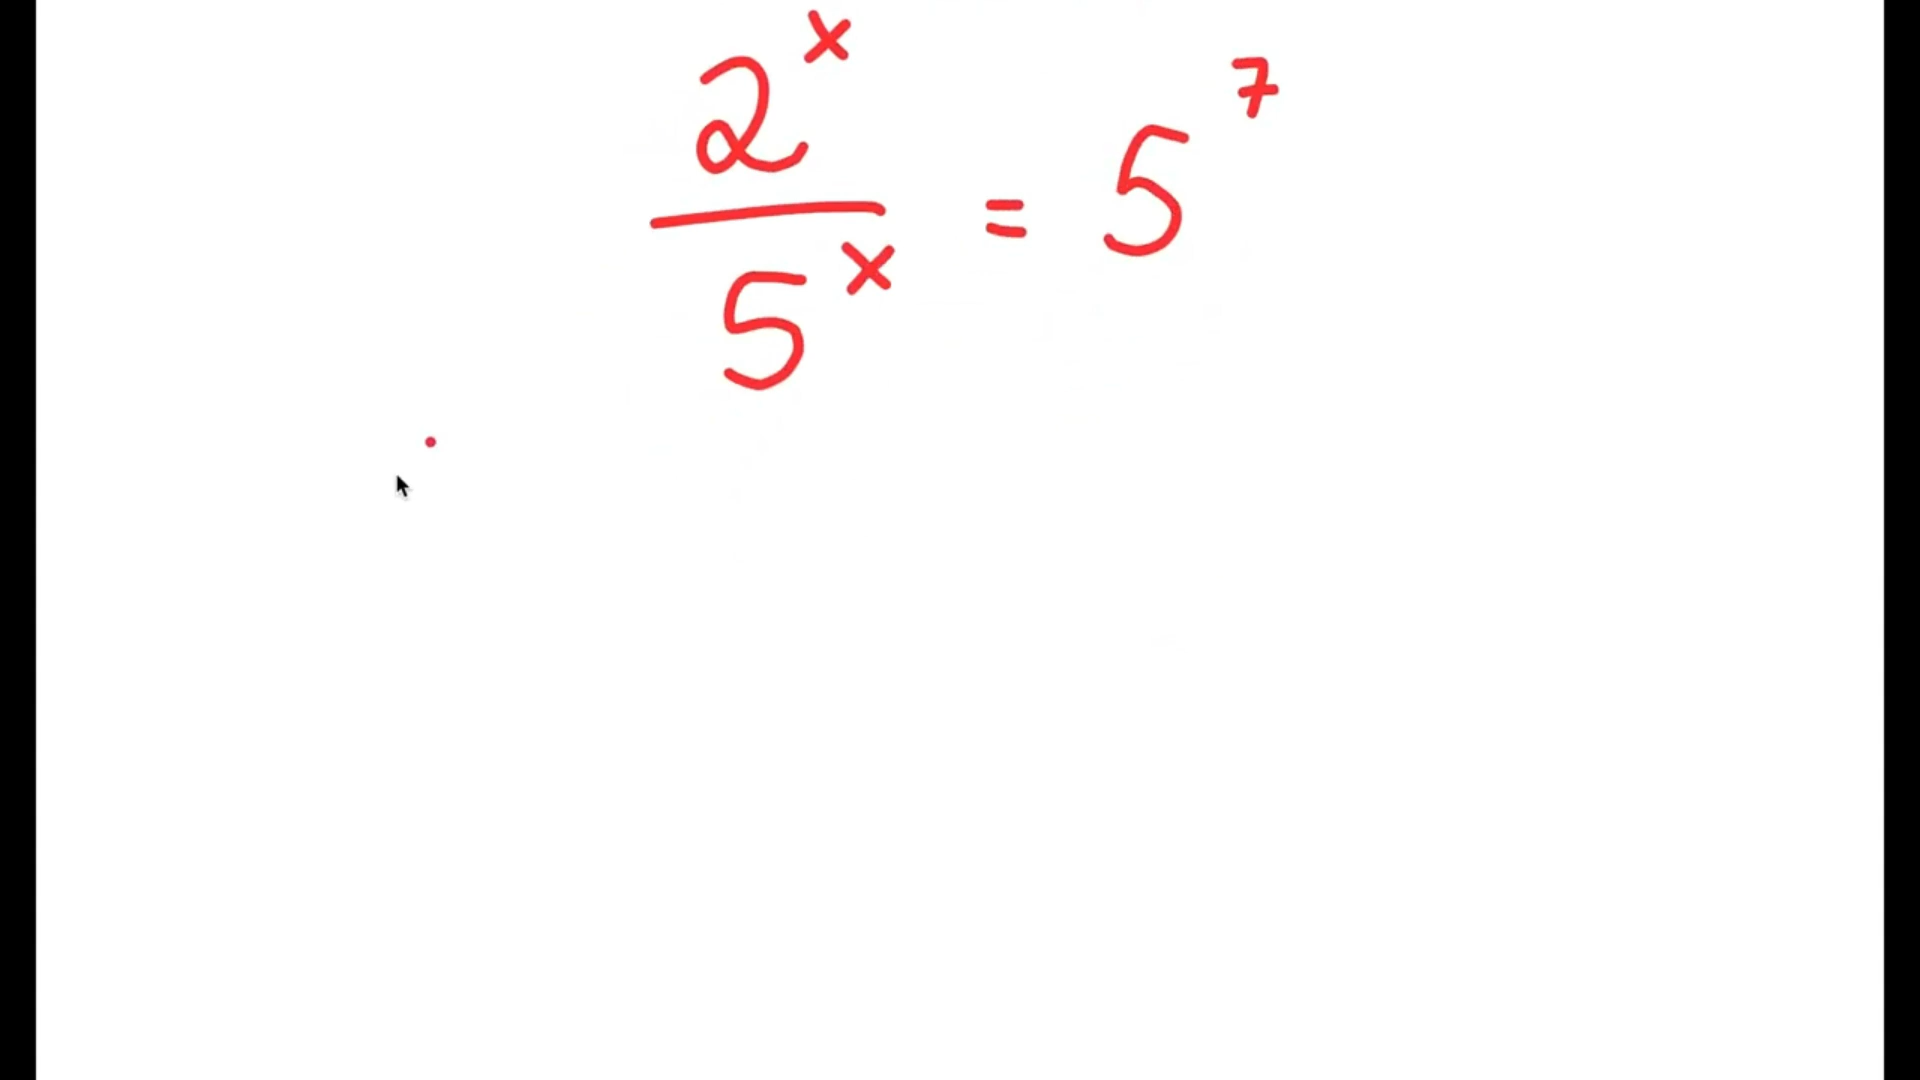 2^x / 5^x = 5^7